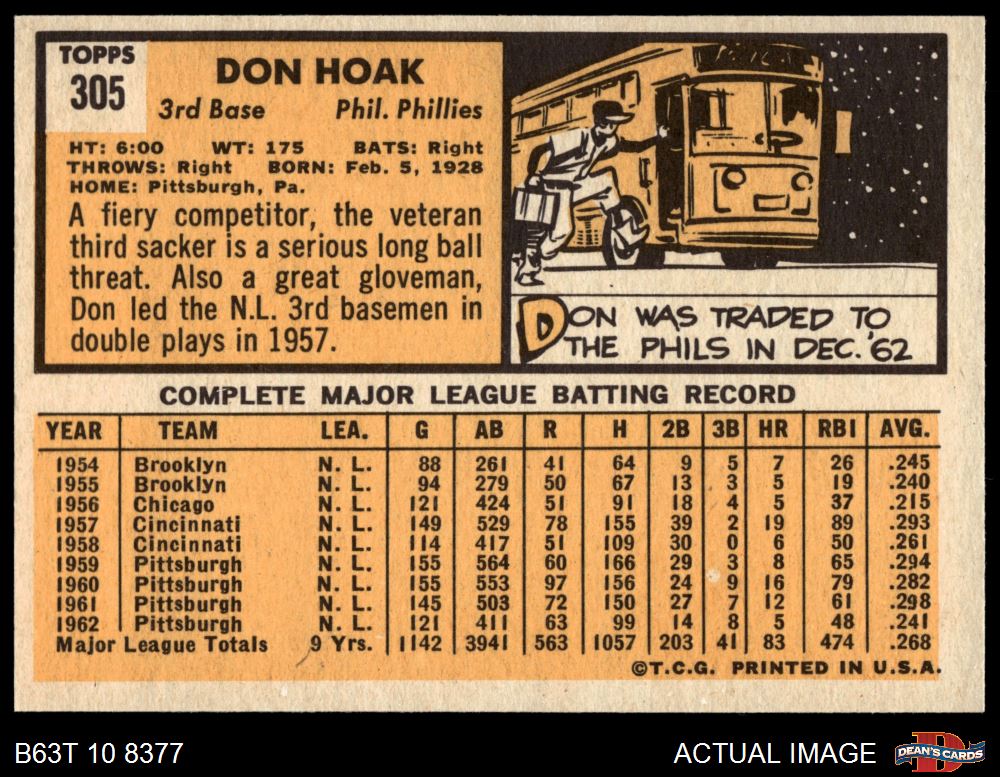 TOPPS
305
DON HOAK
3rd Base Phil. Phillies
HT: 6:00 WT: 175 BATS: Right
THROWS: Right BORN: Feb. 5, 1928
HOME: Pittsburgh, Pa.
A fiery competitor, the veteran
third sacker is a serious long ball
threat. Also a great gloveman,
Don led the N.L. 3rd basemen in
double plays in 1957.
DON WAS TRADED TO
THE PHILS IN DEC. '62
COMPLETE MAJOR LEAGUE BATTING RECORD
YEAR TEAM LEA. G AB R H 2B 3B HR RBI AVG.
1954 Brooklyn N. L. 88 261 41 64 9 5 7 26 .245
1955 Brooklyn N. L. 94 279 50 67 13 3 5 19 .240
1956 Chicago N. L. 121 424 51 91 18 4 5 37 .215
1957 Cincinnati N. L. 149 529 78 155 39 2 19 89 .293
1958 Cincinnati N. L. 114 417 51 109 30 0 6 50 .261
1959 Pittsburgh N. L. 155 564 60 166 29 3 8 65 .294
1960 Pittsburgh N. L. 155 553 97 156 24 9 16 79 .282
1961 Pittsburgh N. L. 145 503 72 150 27 7 12 61 .298
1962 Pittsburgh N. L. 121 411 63 99 14 8 5 48 .241
Major League Totals 9 Yrs. 1142 3941 563 1057 203 41 83 474 .268
©T.C.G. PRINTED IN U.S.A.
B63T 10 8377 ACTUAL IMAGE DEAN'S CARDS